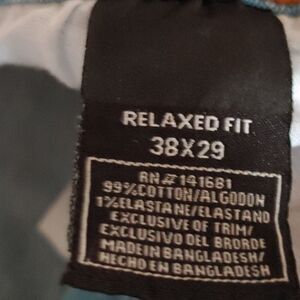 RELAXED FIT
38X29
RN#141681
99%COTTON/ALGODON
1%ELASTANE/ELASTANO
EXCLUSIVE OF TRIM/
EXCLUSIVO DEL BRORDE
MADE IN BANGLADESH/
HECHO EN BANGLADESH